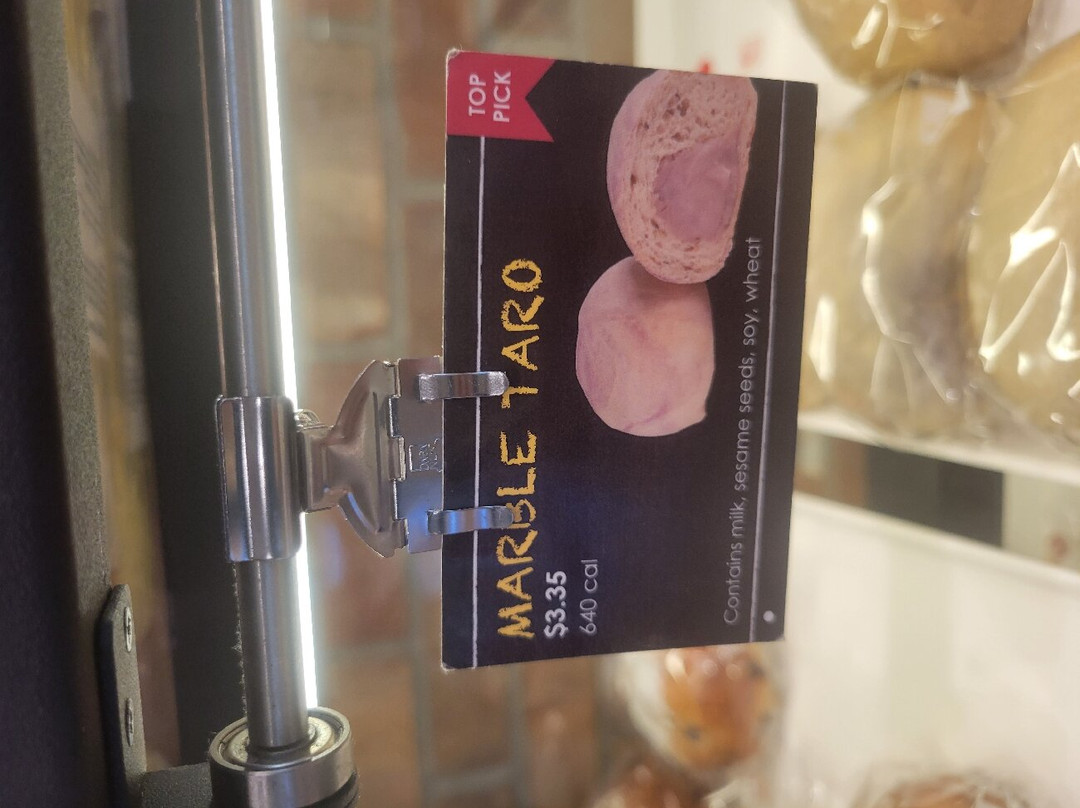 TOP
PICK
MARBLE TARO
$3.35
640 cal
Contains milk, sesame seeds, soy, wheat